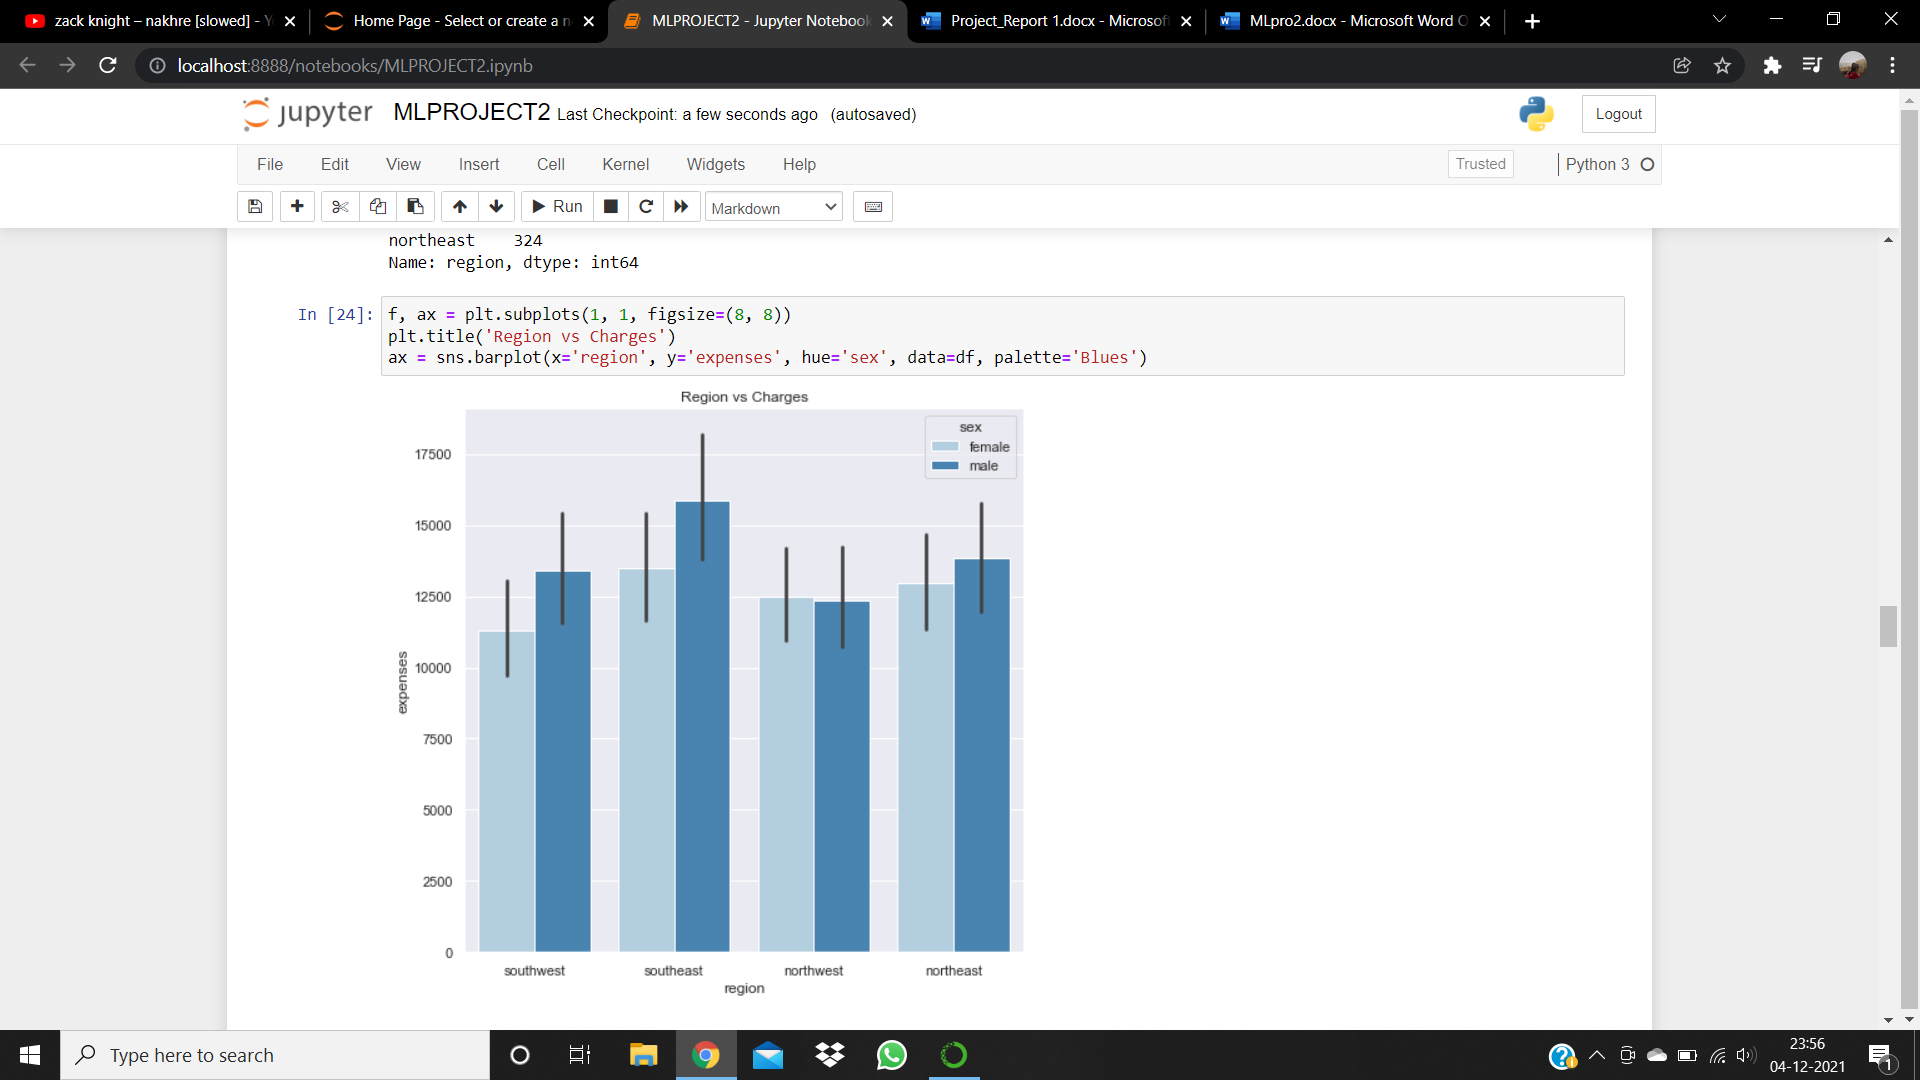 zack knight – nakhre [slowed] - Y
Home Page - Select or create a n
MLPROJECT2 - Jupyter Notebook
Project_Report 1.docx - Microsoft
MLpro2.docx - Microsoft Word O
localhost:8888/notebooks/MLPROJECT2.ipynb
jupyter MLPROJECT2 Last Checkpoint: a few seconds ago (autosaved)
Logout
File Edit View Insert Cell Kernel Widgets Help
Trusted
Python 3
Run
Markdown
northeast 324
Name: region, dtype: int64
In [24]:
f, ax = plt.subplots(1, 1, figsize=(8, 8))
plt.title('Region vs Charges')
ax = sns.barplot(x='region', y='expenses', hue='sex', data=df, palette='Blues')
Region vs Charges
sex
female
male
17500
15000
12500
10000
7500
5000
2500
0
expenses
southwest southeast northwest northeast
region
Type here to search
23:56
04-12-2021
1